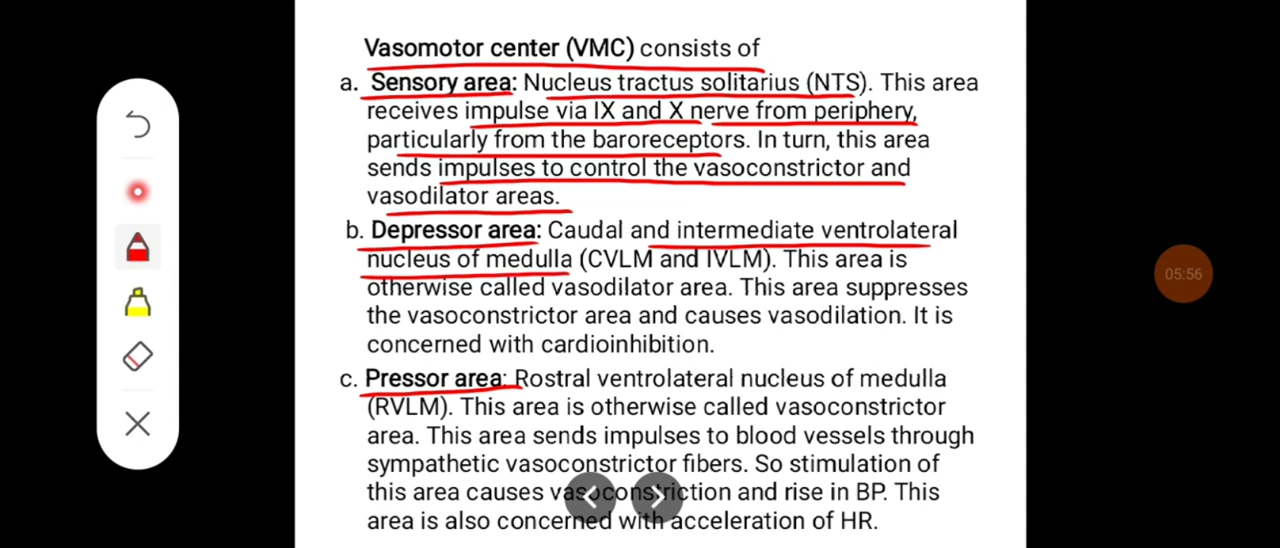 Vasomotor center (VMC) consists of
a. Sensory area: Nucleus tractus solitarius (NTS). This area
receives impulse via IX and X nerve from periphery,
particularly from the baroreceptors. In turn, this area
sends impulses to control the vasoconstrictor and
vasodilator areas.
b. Depressor area: Caudal and intermediate ventrolateral
nucleus of medulla (CVLM and IVLM). This area is
otherwise called vasodilator area. This area suppresses
the vasoconstrictor area and causes vasodilation. It is
concerned with cardioinhibition.
c. Pressor area: Rostral ventrolateral nucleus of medulla
(RVLM). This area is otherwise called vasoconstrictor
area. This area sends impulses to blood vessels through
sympathetic vasoconstrictor fibers. So stimulation of
this area causes vasoconstriction and rise in BP. This
area is also concerned with acceleration of HR.
05:56